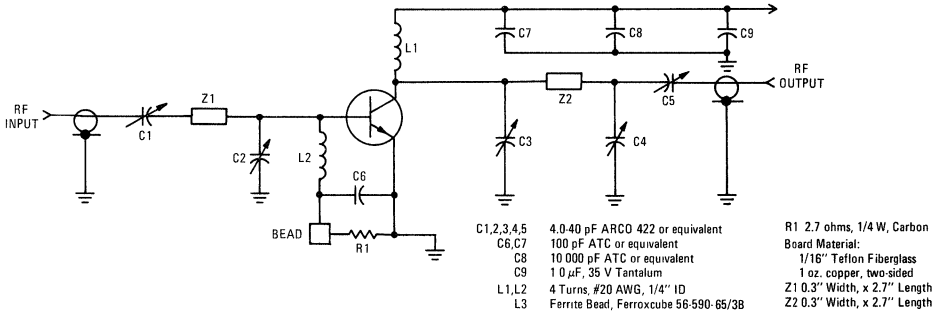 L1
C7
C8
C9
RF
INPUT
C1
Z1
C2
L2
C6
BEAD
R1
C3
Z2
C4
C5
RF
OUTPUT
C1,2,3,4,5 4.0-40 pF ARCO 422 or equivalent
C6,C7 100 pF ATC or equivalent
C8 10 000 pF ATC or equivalent
C9 1 0 µF, 35 V Tantalum
L1,L2 4 Turns, #20 AWG, 1/4" ID
L3 Ferrite Bead, Ferroxcube 56-590-65/3B
R1 2.7 ohms, 1/4 W, Carbon
Board Material:
1/16" Teflon Fiberglass
1 oz. copper, two-sided
Z1 0.3" Width, x 2.7" Length
Z2 0.3" Width, x 2.7" Length